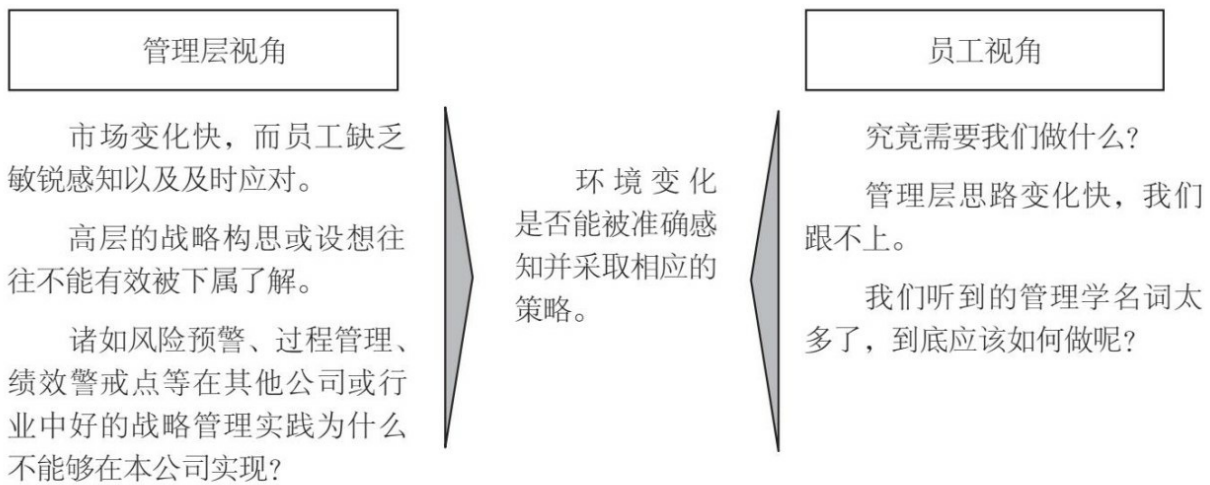 管理层视角
市场变化快，而员工缺乏
敏锐感知以及及时应对。
高层的战略构思或设想往
往不能有效被下属了解。
诸如风险预警、过程管理、
绩效警戒点等在其他公司或行
业中好的战略管理实践为什么
不能够在本公司实现？
环境变化
是否能被准确感
知并采取相应的
策略。
员工视角
究竟需要我们做什么？
管理层思路变化快，我们
跟不上。
我们听到的管理学名词太
多了，到底应该如何做呢？